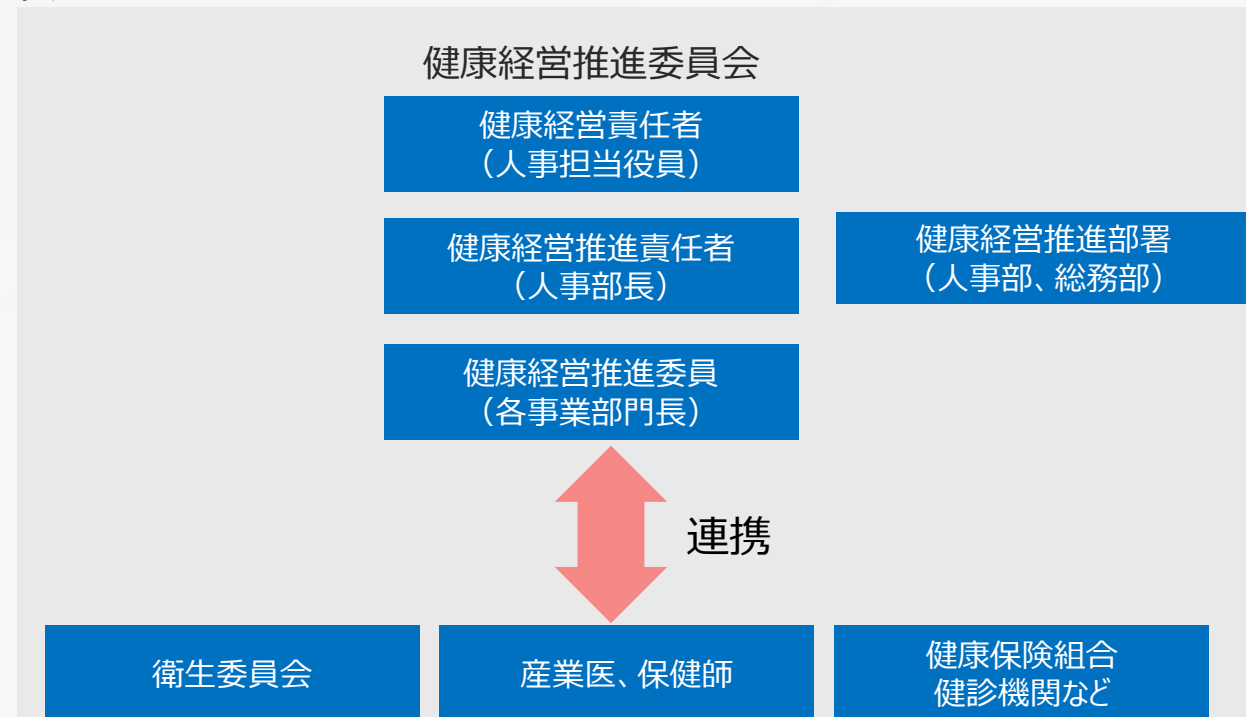 健康経営推進委員会
健康経営責任者
（人事担当役員）
健康経営推進責任者
（人事部長）
健康経営推進部署
（人事部、総務部）
健康経営推進委員
（各事業部門長）
連携
衛生委員会
産業医、保健師
健康保険組合
健診機関など